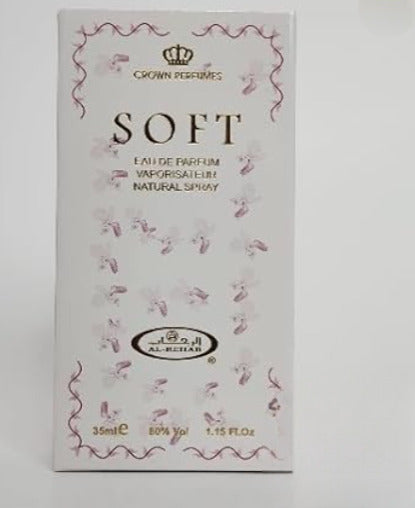 CROWN PERFUMES
SOFT
EAU DE PARFUM
VAPORISATEUR
NATURAL SPRAY
الرحاب
AL-REHAB
®
35ml e 80% Vol 1.15 Fl.Oz